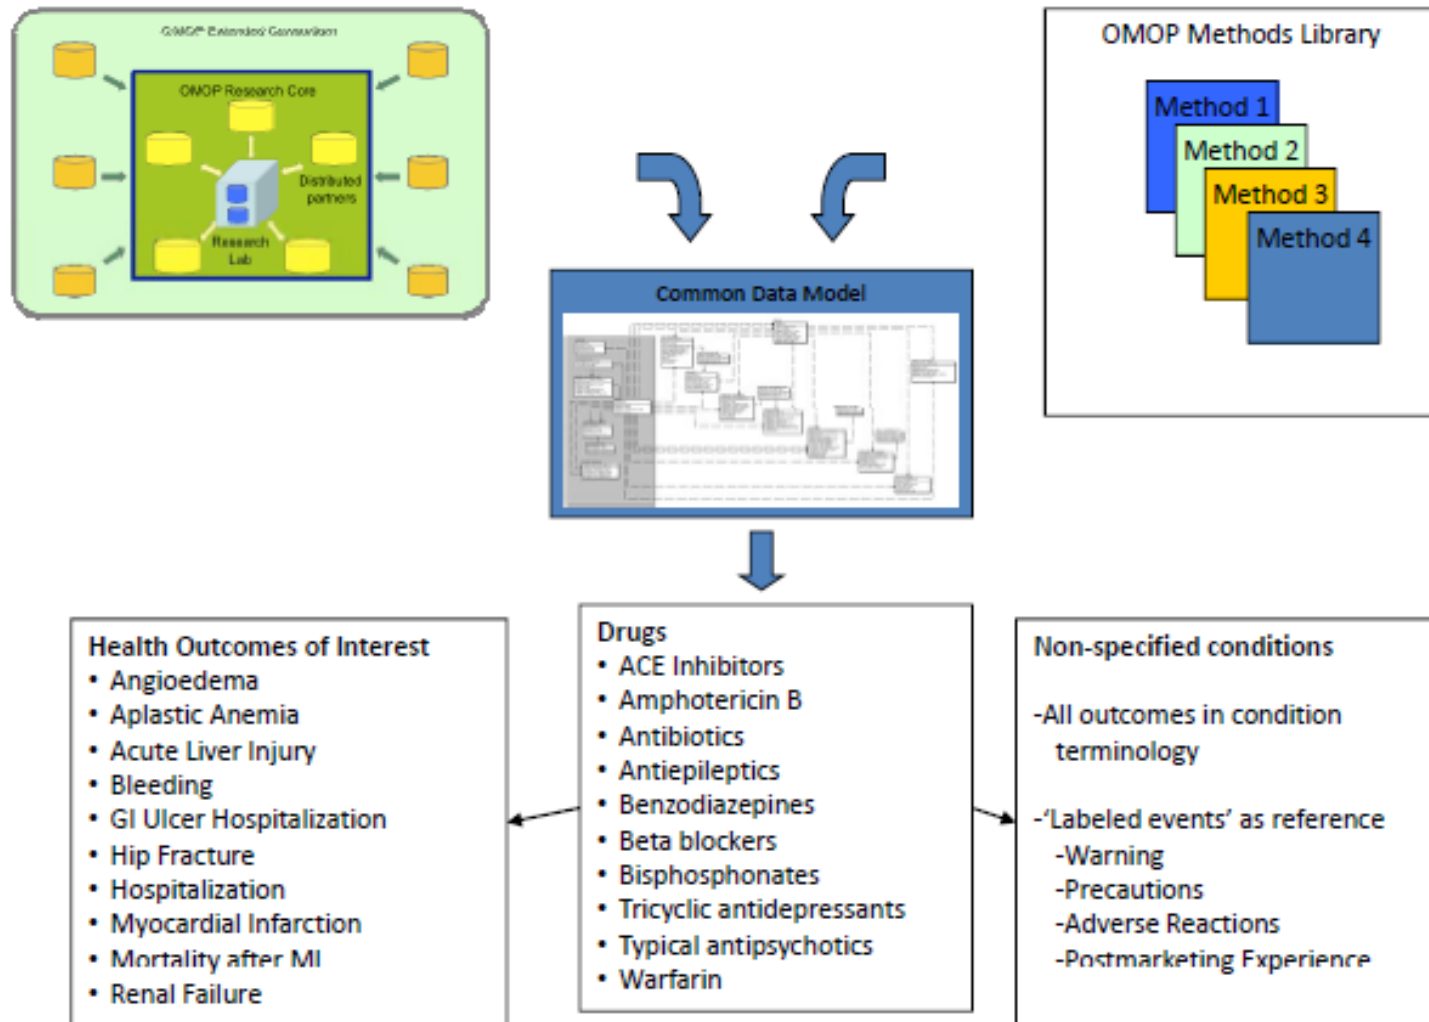 OMOP Extended Consortium
OMOP Research Core
Distributed
partners
Research
Lab
OMOP Methods Library
Method 1
Method 2
Method 3
Method 4
Common Data Model
Health Outcomes of Interest
• Angioedema
• Aplastic Anemia
• Acute Liver Injury
• Bleeding
• GI Ulcer Hospitalization
• Hip Fracture
• Hospitalization
• Myocardial Infarction
• Mortality after MI
• Renal Failure
Drugs
• ACE Inhibitors
• Amphotericin B
• Antibiotics
• Antiepileptics
• Benzodiazepines
• Beta blockers
• Bisphosphonates
• Tricyclic antidepressants
• Typical antipsychotics
• Warfarin
Non-specified conditions
-All outcomes in condition
terminology
-‘Labeled events’ as reference
-Warning
-Precautions
-Adverse Reactions
-Postmarketing Experience